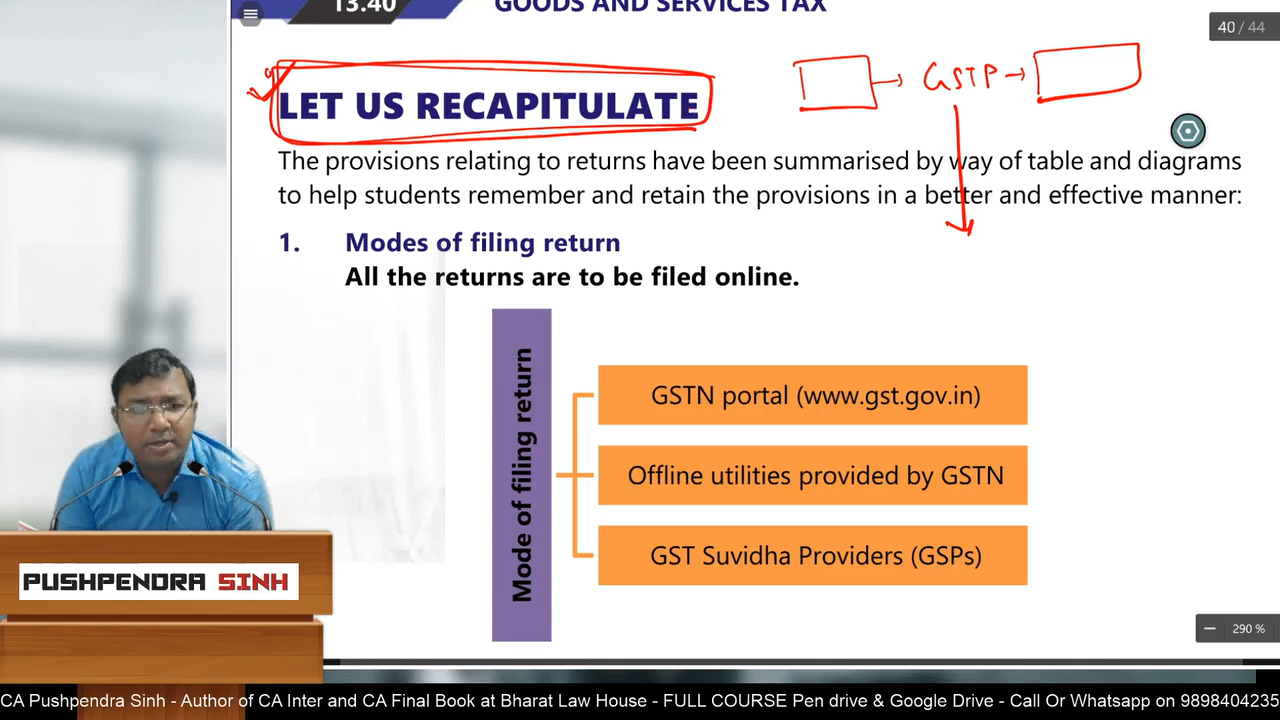 13.40
GOODS AND SERVICES TAX
40 / 44
LET US RECAPITULATE
GSTP
The provisions relating to returns have been summarised by way of table and diagrams
to help students remember and retain the provisions in a better and effective manner:
1. Modes of filing return
All the returns are to be filed online.
Mode of filing return
GSTN portal (www.gst.gov.in)
Offline utilities provided by GSTN
GST Suvidha Providers (GSPs)
PUSHPENDRA SINH
290 %
CA Pushpendra Sinh - Author of CA Inter and CA Final Book at Bharat Law House - FULL COURSE Pen drive & Google Drive - Call Or Whatsapp on 9898404235